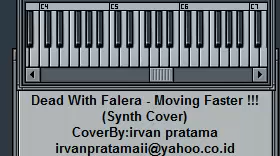 C4 C5 C6 C7
Dead With Falera - Moving Faster !!!
(Synth Cover)
CoverBy:irvan pratama
irvanpratamaii@yahoo.co.id